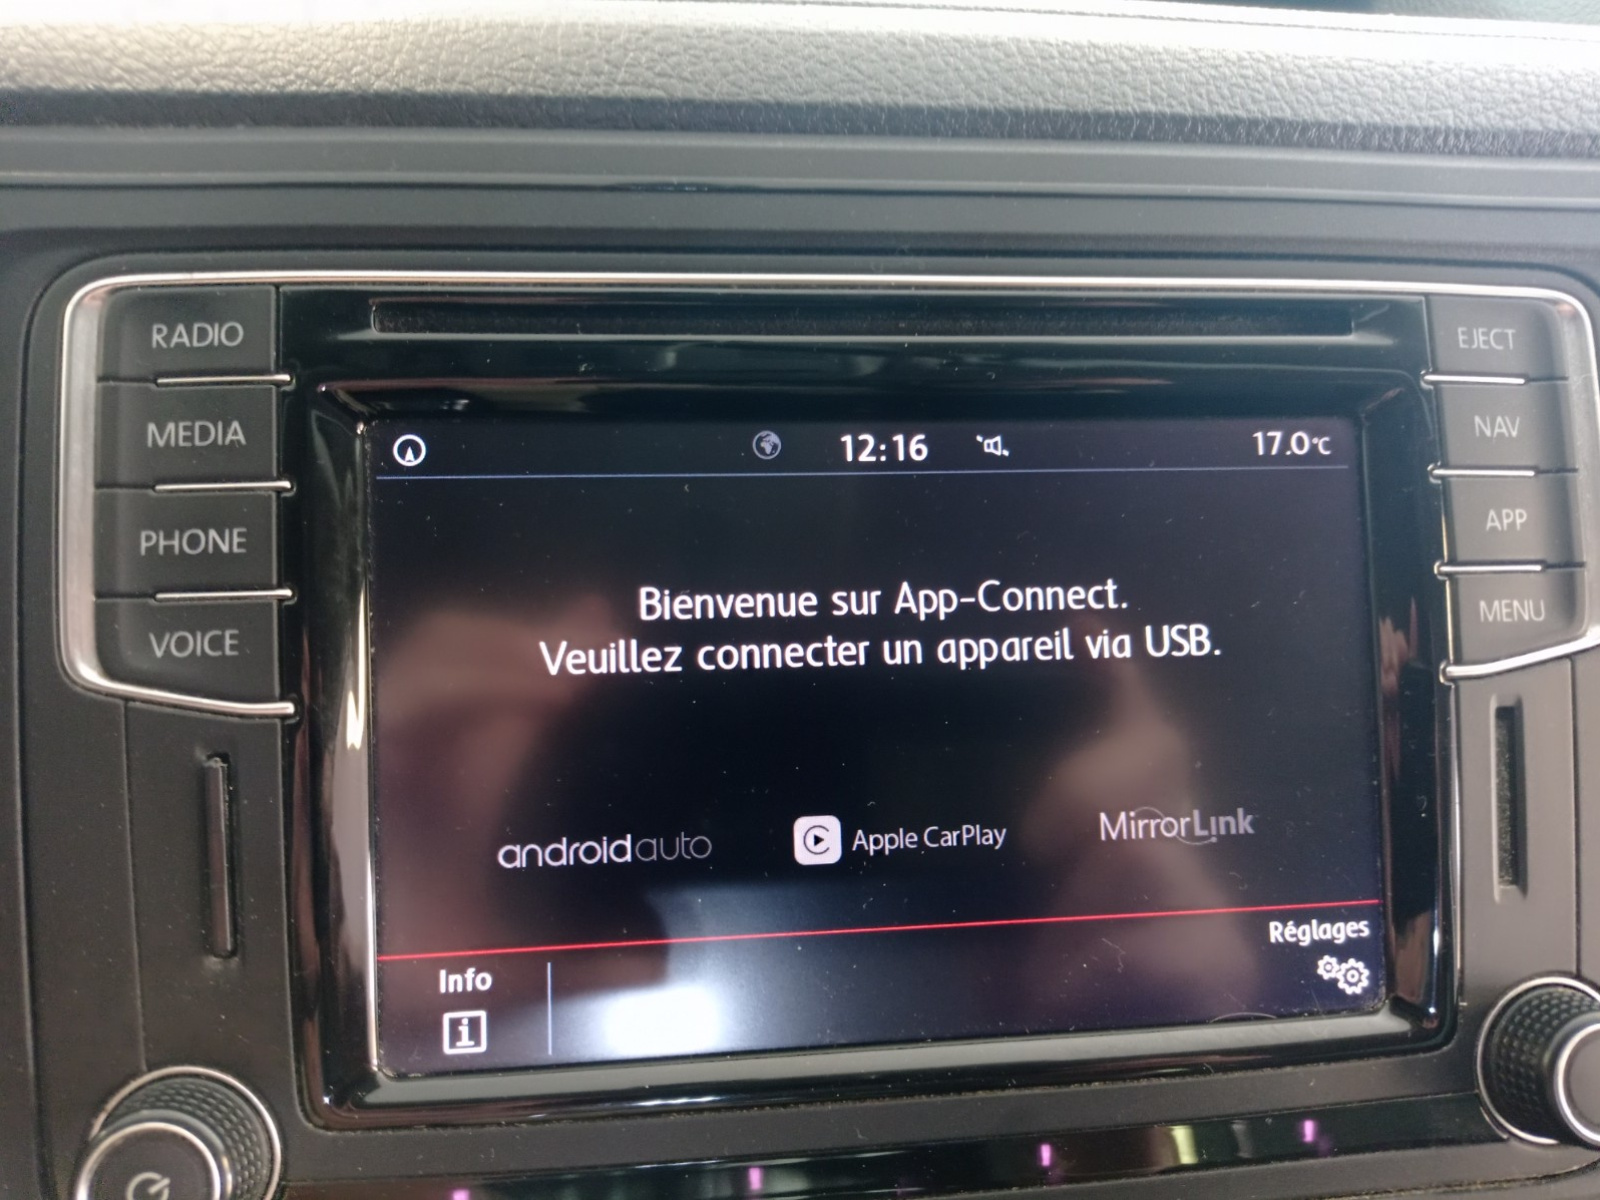 RADIO
MEDIA
PHONE
VOICE
EJECT
NAV
APP
MENU
12:16
17.0°C
Bienvenue sur App-Connect.
Veuillez connecter un appareil via USB.
androidauto
Apple CarPlay
MirrorLink
Info
Réglages